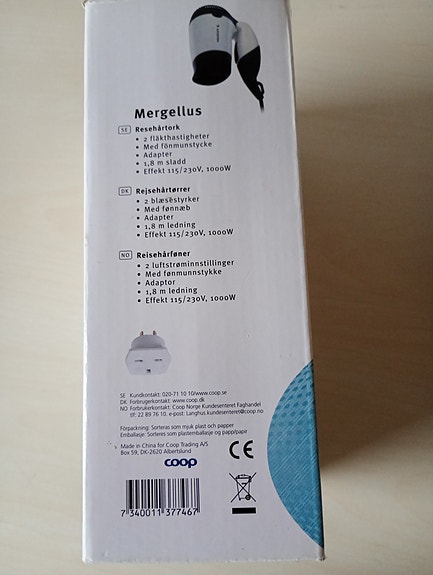 Mergellus
SE Resehårtork
• 2 fläkthastigheter
• Med fönmunstycke
• Adapter
• 1,8 m sladd
• Effekt 115/230V, 1000W
DK Rejsehårtørrer
• 2 blæsestyrker
• Med fønnæb
• Adapter
• 1,8 m ledning
• Effekt 115/230V, 1000W
NO Reisehårføner
• 2 luftstrøminnstillinger
• Med fønmunnstykke
• Adaptor
• 1,8 m ledning
• Effekt 115/230V, 1000W
SE Kundkontakt: 020-71 10 10/www.coop.se
DK Forbrugerkontakt: www.coop.dk
NO Forbrukerkontakt: Coop Norge Kundesenteret Faghandel
tlf: 22 89 76 10. e-post: Langhus.kundesenteret@coop.no
Förpackning: Sorteras som mjuk plast och papper
Emballasje: Sorteres som plastemballasje og papp/papir
Made in China for Coop Trading A/S
Box 59, DK-2620 Albertslund
CE
coop
7 340011 377467